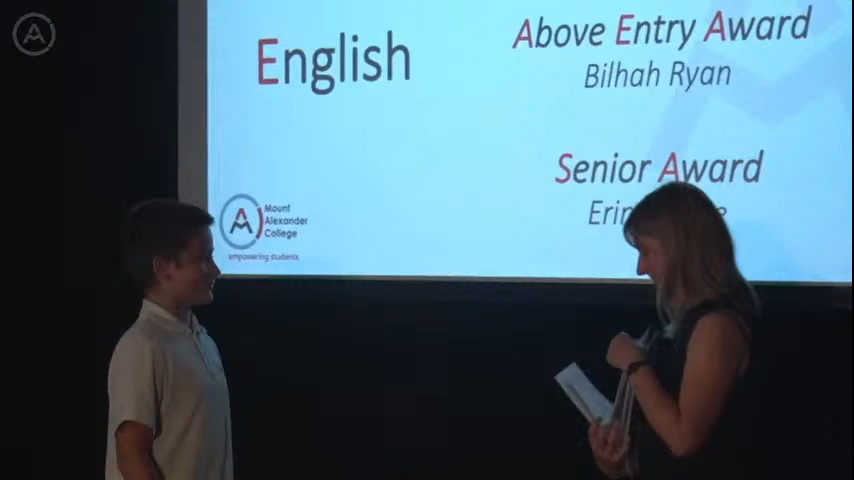 English
Above Entry Award
Bilhah Ryan
Senior Award
Mount
Alexander
College
empowering students